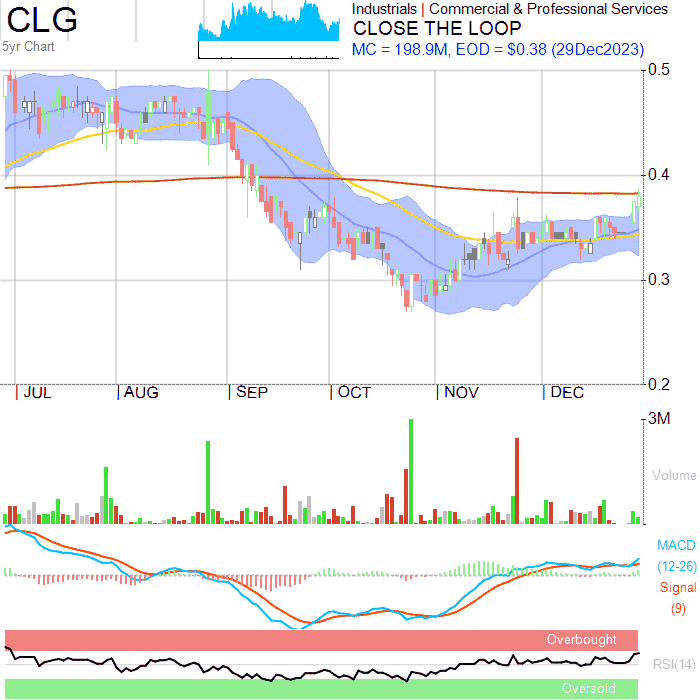 CLG
5yr Chart
Industrials | Commercial & Professional Services
CLOSE THE LOOP
MC = 198.9M, EOD = $0.38 (29Dec2023)
0.5
0.4
0.3
0.2
JUL AUG SEP OCT NOV DEC
3M
Volume
MACD
(12-26)
Signal
(9)
Overbought
RSI(14)
Oversold